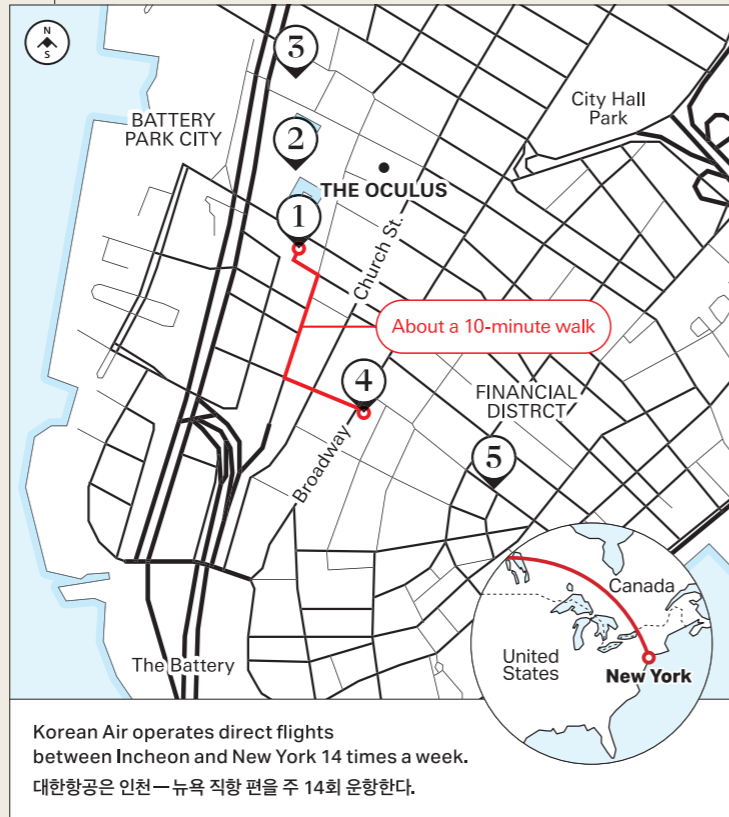 N
S
3
BATTERY
PARK CITY
City Hall
Park
2
THE OCULUS
1
Church St.
About a 10-minute walk
4
FINANCIAL
DISTRCT
Broadway
5
Canada
The Battery
United
States
New York
Korean Air operates direct flights
between Incheon and New York 14 times a week.
대한항공은 인천—뉴욕 직항 편을 주 14회 운항한다.